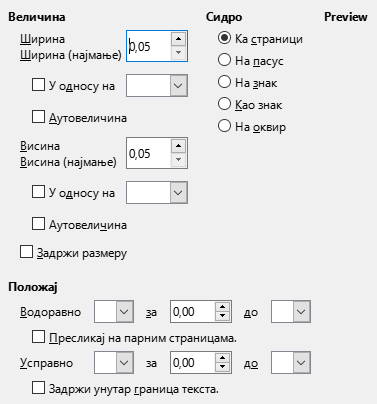 Величина Сидро Preview
Ширина
Ширина (најмање) 0,05
Ка страници
На пасус
У односу на
На знак
Као знак
Аутовеличина
На оквир
Висина
Висина (најмање) 0,05
У односу на
Аутовеличина
Задржи размеру
Положај
Водоравно за 0,00 до
Пресликај на парним страницама.
Усправно за 0,00 до
Задржи унутар граница текста.